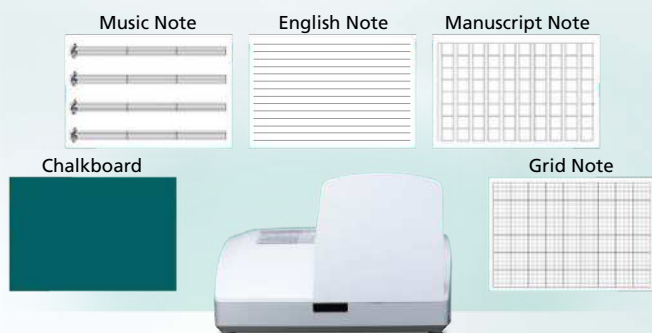 Music Note
English Note
Manuscript Note
Chalkboard
Grid Note